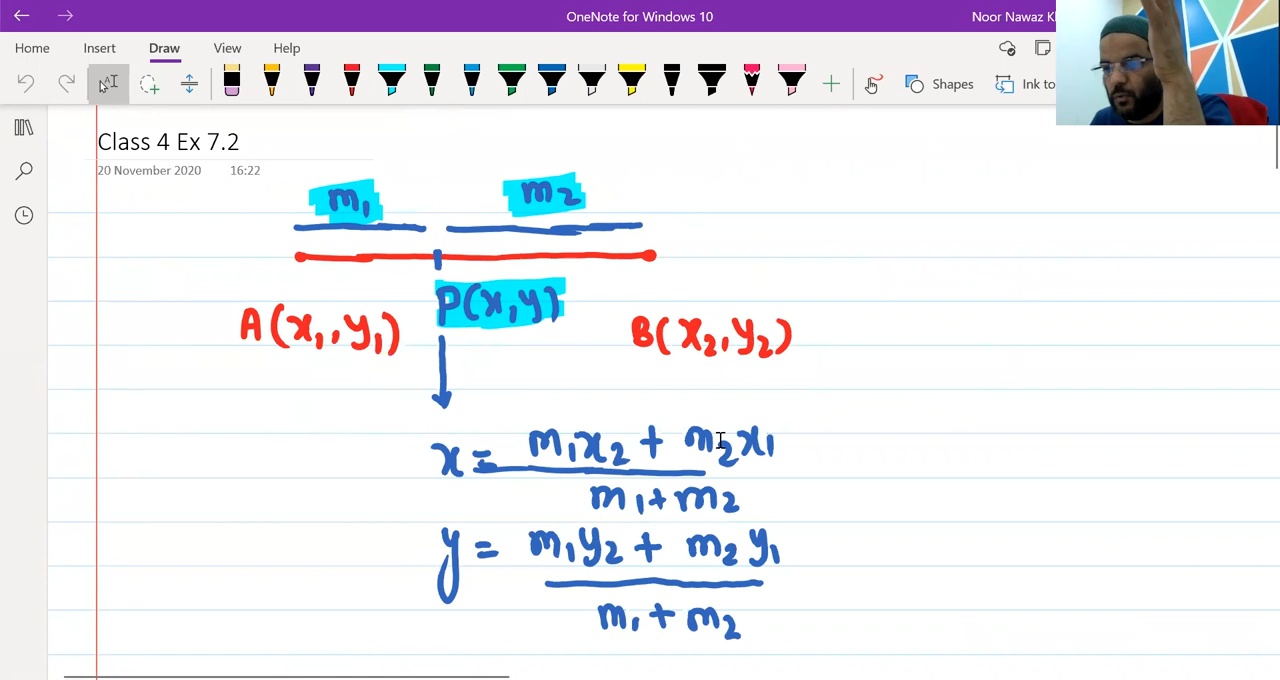 OneNote for Windows 10
Noor Nawaz
Home Insert Draw View Help
Shapes Ink to
Class 4 Ex 7.2
20 November 2020 16:22
m₁ m₂
P(x,y)
A(x₁,y₁) B(x₂,y₂)
x = m₁x₂ + m₂x₁
m₁+m₂
y = m₁y₂ + m₂y₁
m₁ + m₂